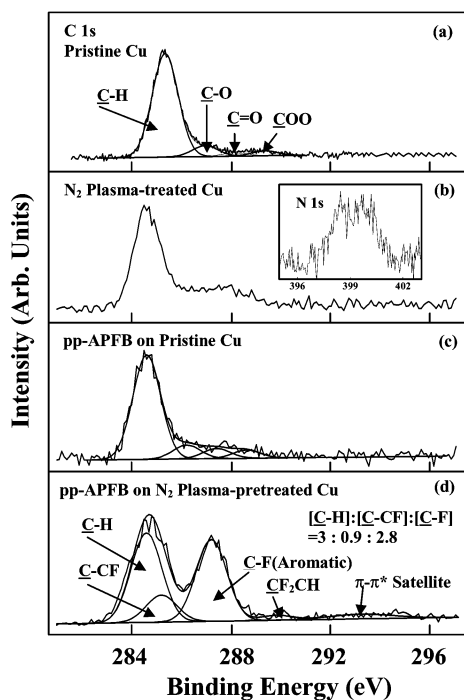 C 1s
Pristine Cu
(a)
C-H
C-O
C=O
COO
N2 Plasma-treated Cu
(b)
N 1s
396 399 402
pp-APFB on Pristine Cu
(c)
pp-APFB on N2 Plasma-pretreated Cu
(d)
C-H
[C-H]:[C-CF]:[C-F]
=3 : 0.9 : 2.8
C-CF
C-F(Aromatic)
CF2CH
π-π* Satellite
284 288 292 296
Binding Energy (eV)
Intensity (Arb. Units)